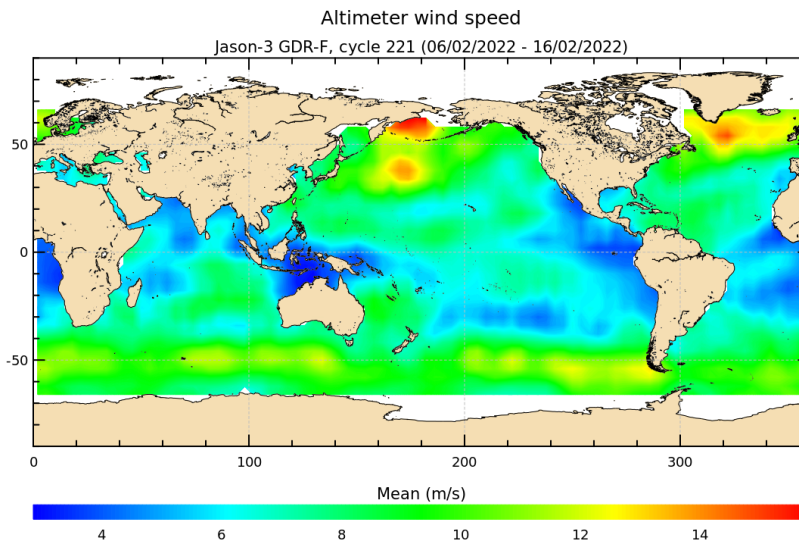 Altimeter wind speed
Jason-3 GDR-F, cycle 221 (06/02/2022 - 16/02/2022)
50
0
-50
0 100 200 300
Mean (m/s)
4 6 8 10 12 14